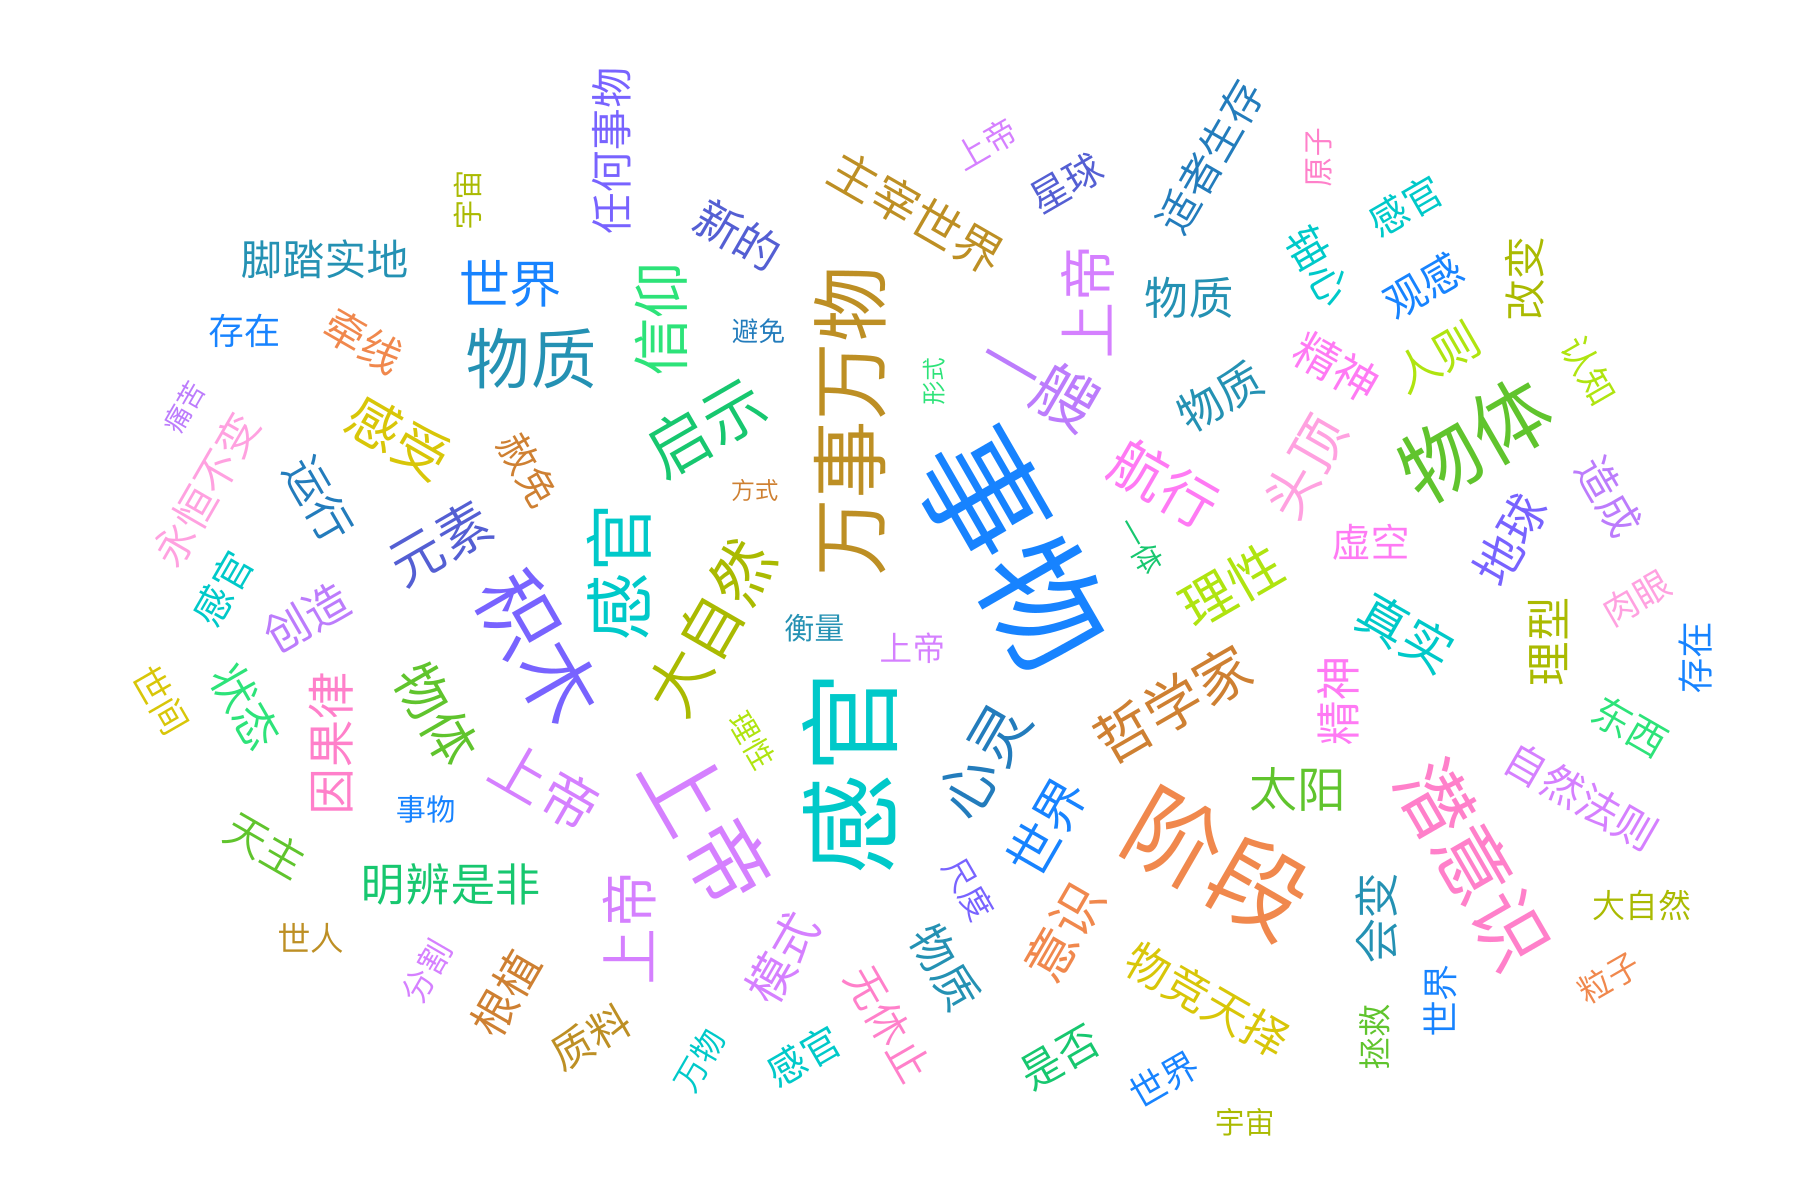 任何事物
上帝
适者生存
原子
宇宙
新的
主宰世界
星球
感官
脚踏实地
世界
信仰
上帝
物质
细心
观感
改变
存在
牵线
物质
避免
万事万物
一艘
物质
精神
人则
认知
痛苦
形式
永恒不变
感受
赦免
启示
方式
事物
航行
头顶
物体
造成
运行
元素
感官
大自然
一体
理性
虚空
地球
感官
创造
积木
衡量
上帝
真实
理型
肉眼
存在
世间
状态
因果律
物体
上帝
理性
感官
心灵
哲学家
精神
东西
天主
事物
上帝
世界
阶段
太阳
潜意识
自然法则
明辨是非
上帝
尺度
意识
会变
大自然
世人
分割
根植
模式
无休止
物质
物竞天择
世界
粒子
质料
万物
感官
是否
世界
拯救
宇宙